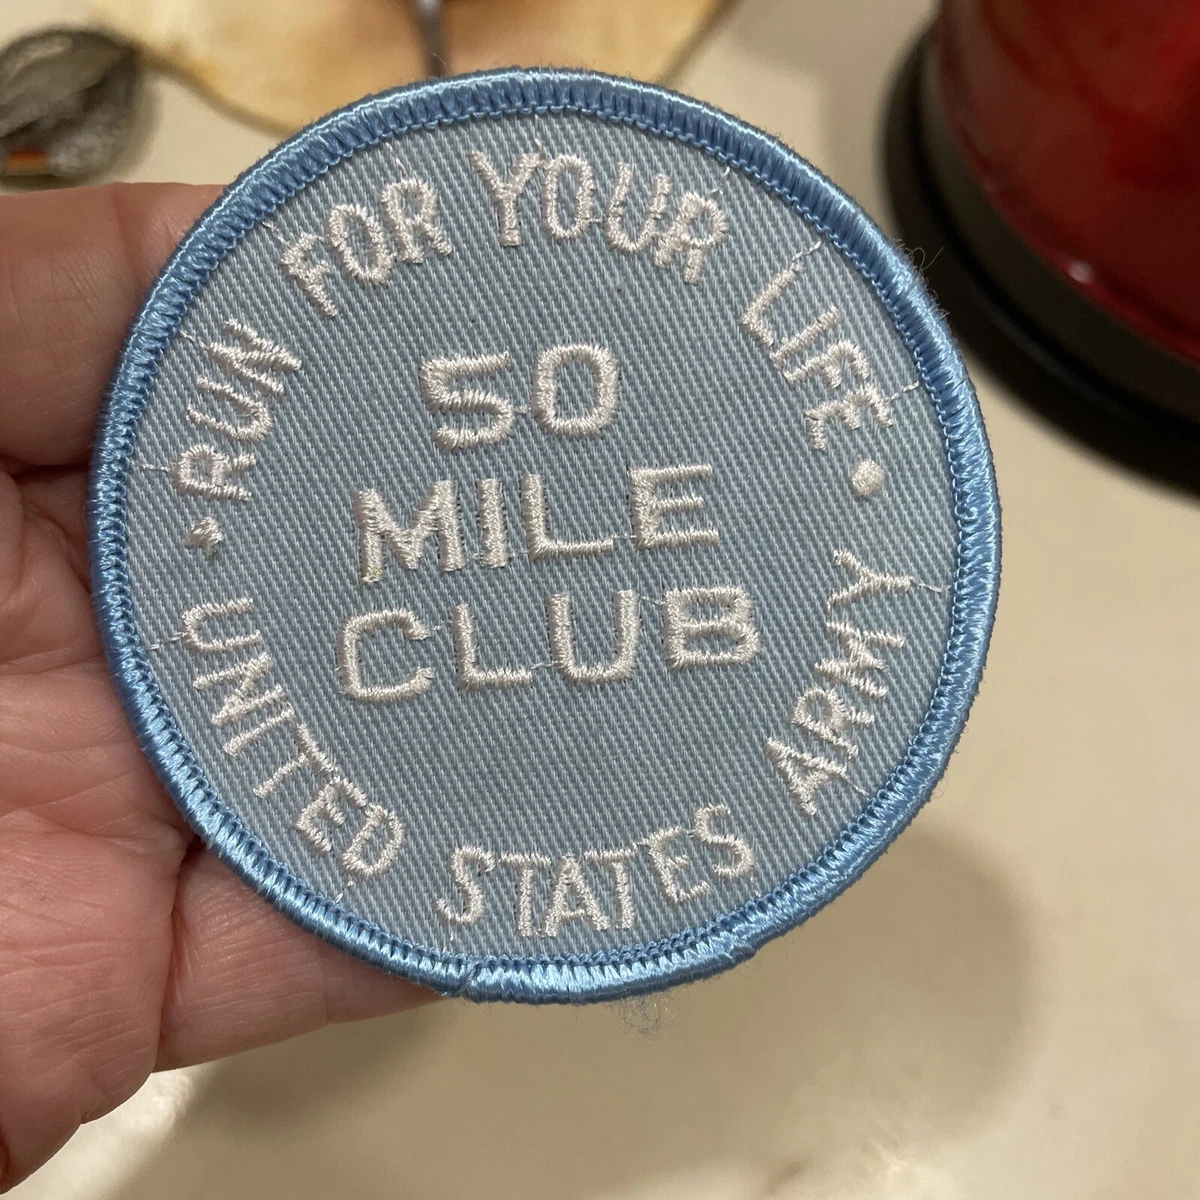 RUN FOR YOUR LIFE
50
MILE
CLUB
UNITED STATES ARMY